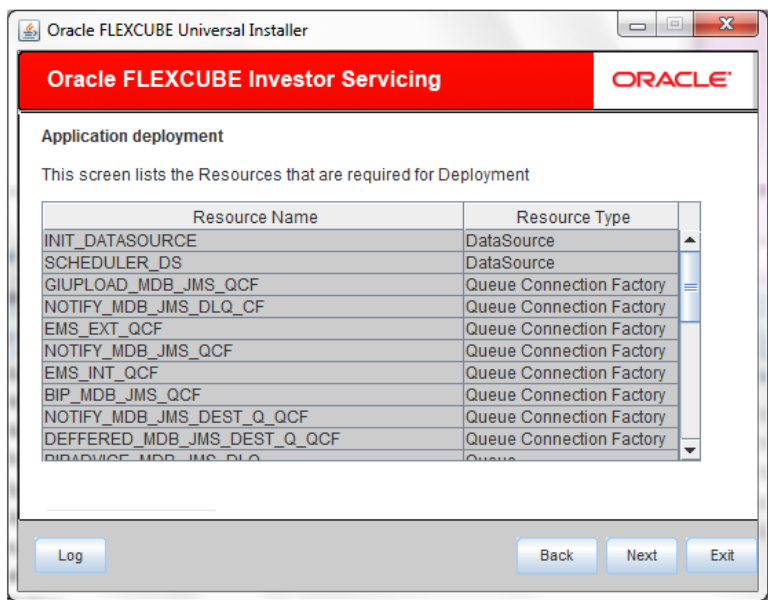 Oracle FLEXCUBE Universal Installer
Oracle FLEXCUBE Investor Servicing
ORACLE
Application deployment
This screen lists the Resources that are required for Deployment
Resource Name Resource Type
INIT_DATASOURCE DataSource
SCHEDULER_DS DataSource
GIUPLOAD_MDB_JMS_QCF Queue Connection Factory
NOTIFY_MDB_JMS_DLQ_CF Queue Connection Factory
EMS_EXT_QCF Queue Connection Factory
NOTIFY_MDB_JMS_QCF Queue Connection Factory
EMS_INT_QCF Queue Connection Factory
BIP_MDB_JMS_QCF Queue Connection Factory
NOTIFY_MDB_JMS_DEST_Q_QCF Queue Connection Factory
DEFFERED_MDB_JMS_DEST_Q_QCF Queue Connection Factory
BIPADVICE_MDB_JMS_DLQ Queue
Log Back Next Exit